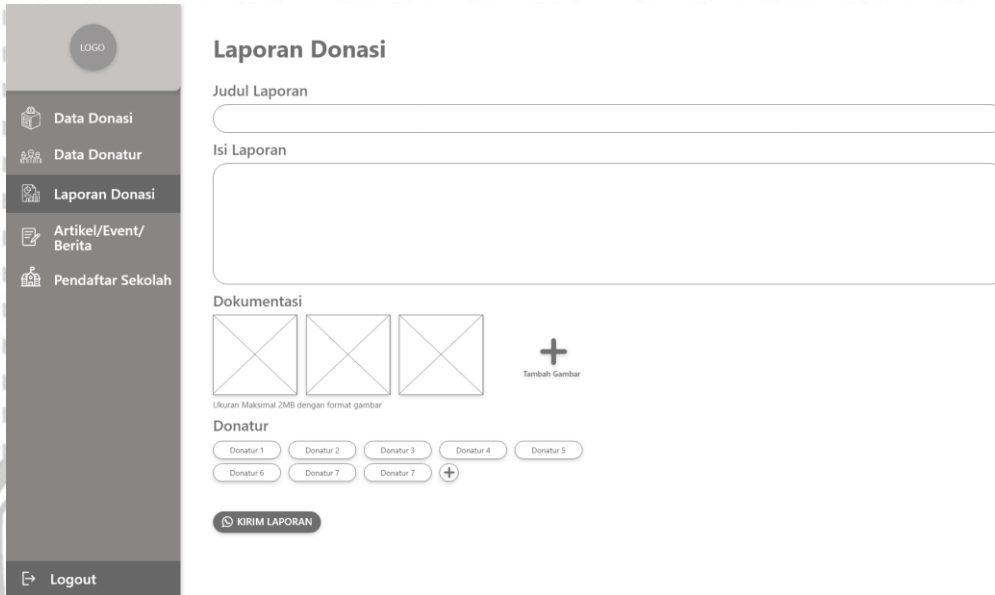 LOGO
Data Donasi
Data Donatur
Laporan Donasi
Artikel/Event/
Berita
Pendaftar Sekolah
Logout
Laporan Donasi
Judul Laporan
Isi Laporan
Dokumentasi
Tambah Gambar
Ukuran Maksimal 2MB dengan format gambar
Donatur
Donatur 1 Donatur 2 Donatur 3 Donatur 4 Donatur 5
Donatur 6 Donatur 7 Donatur 7
KIRIM LAPORAN